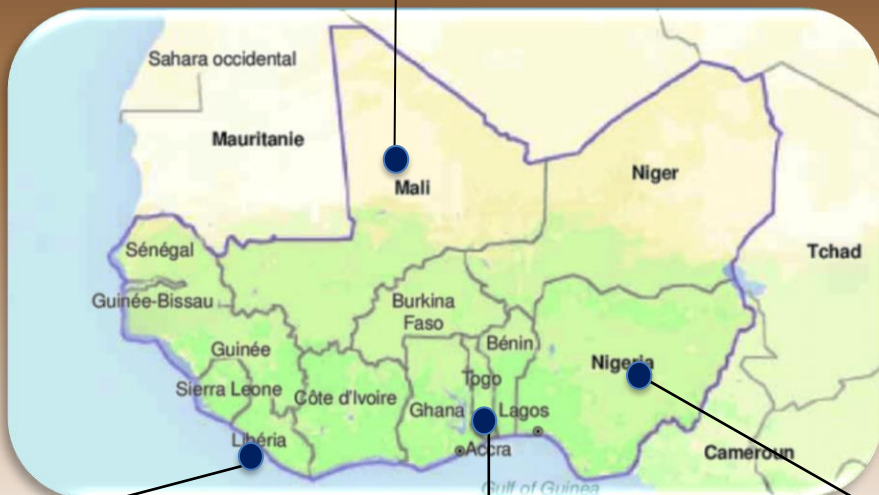 Sahara occidental
Mauritanie
Mali
Niger
Tchad
Sénégal
Guinée-Bissau
Burkina
Faso
Guinée
Bénin
Nigeria
Sierra Leone
Côte d'Ivoire
Togo
Ghana
Lagos
Libéria
Accra
Cameroun
Gulf of Guinea